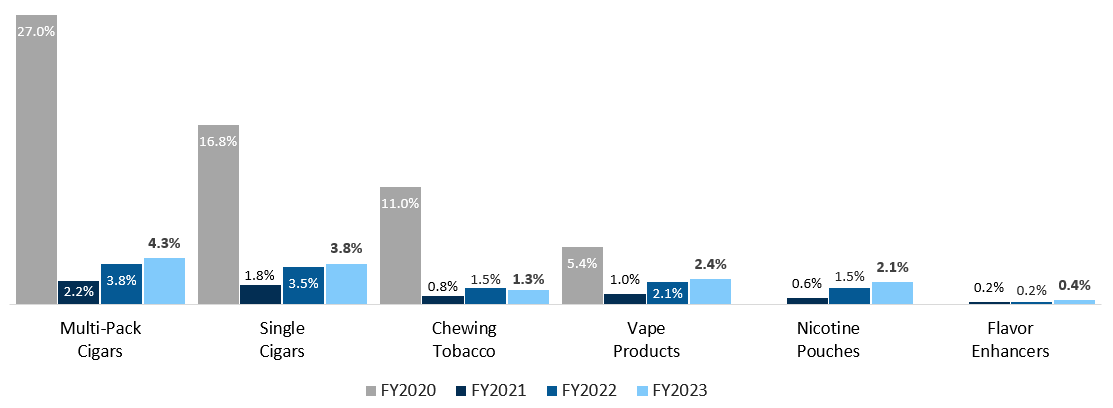 27.0%
2.2%
3.8%
4.3%
16.8%
1.8%
3.5%
3.8%
11.0%
0.8%
1.5%
1.3%
5.4%
1.0%
2.1%
2.4%
0.6%
1.5%
2.1%
0.2%
0.2%
0.4%
Multi-Pack
Cigars
Single
Cigars
Chewing
Tobacco
Vape
Products
Nicotine
Pouches
Flavor
Enhancers
FY2020 FY2021 FY2022 FY2023